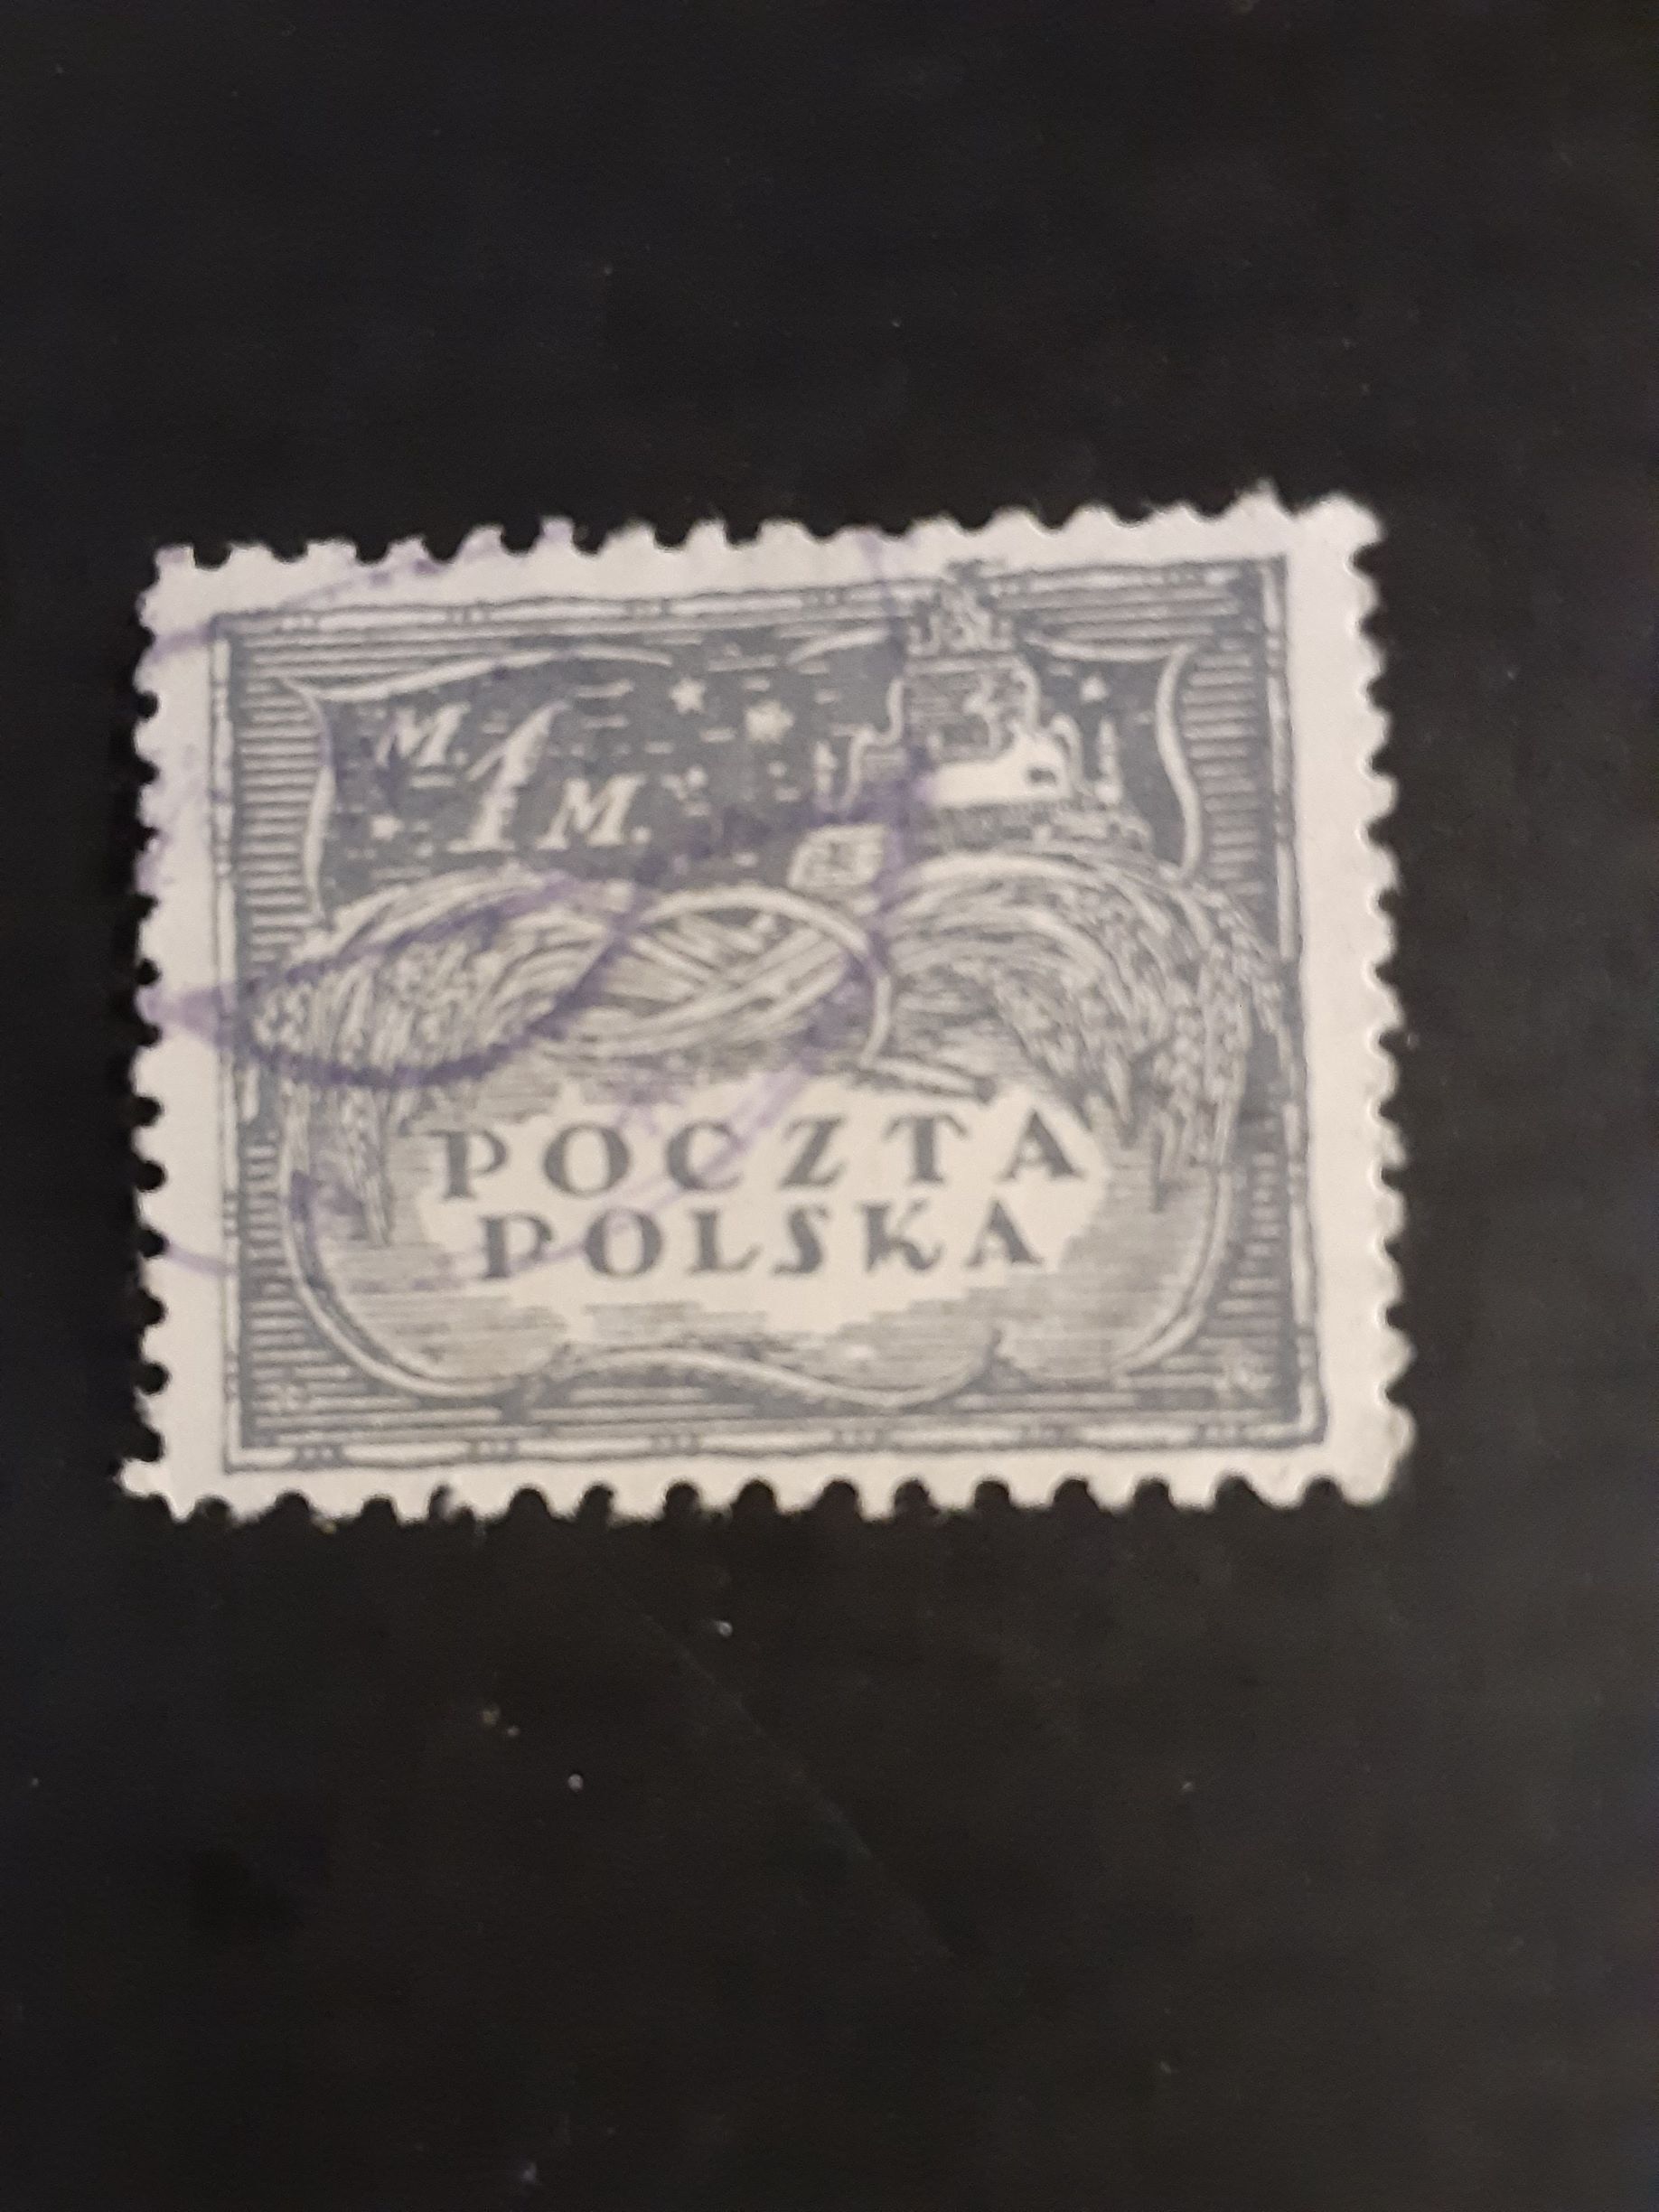 M. 1 M.
POCZTA
POLSKA